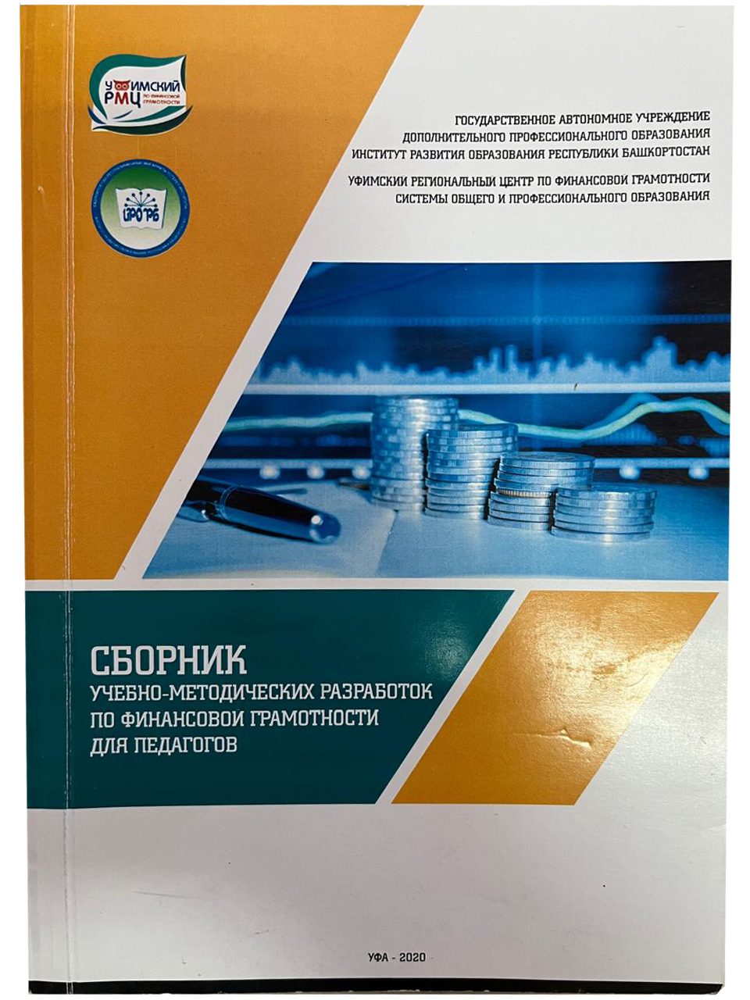 УФИМСКИЙ
РМЦ ПО ФИНАНСОВОЙ
ГРАМОТНОСТИ
ИРО РБ
ГОСУДАРСТВЕННОЕ АВТОНОМНОЕ УЧРЕЖДЕНИЕ
ДОПОЛНИТЕЛЬНОГО ПРОФЕССИОНАЛЬНОГО ОБРАЗОВАНИЯ
ИНСТИТУТ РАЗВИТИЯ ОБРАЗОВАНИЯ РЕСПУБЛИКИ БАШКОРТОСТАН
УФИМСКИЙ РЕГИОНАЛЬНЫЙ ЦЕНТР ПО ФИНАНСОВОЙ ГРАМОТНОСТИ
СИСТЕМЫ ОБЩЕГО И ПРОФЕССИОНАЛЬНОГО ОБРАЗОВАНИЯ
СБОРНИК
УЧЕБНО-МЕТОДИЧЕСКИХ РАЗРАБОТОК
ПО ФИНАНСОВОЙ ГРАМОТНОСТИ
ДЛЯ ПЕДАГОГОВ
УФА - 2020